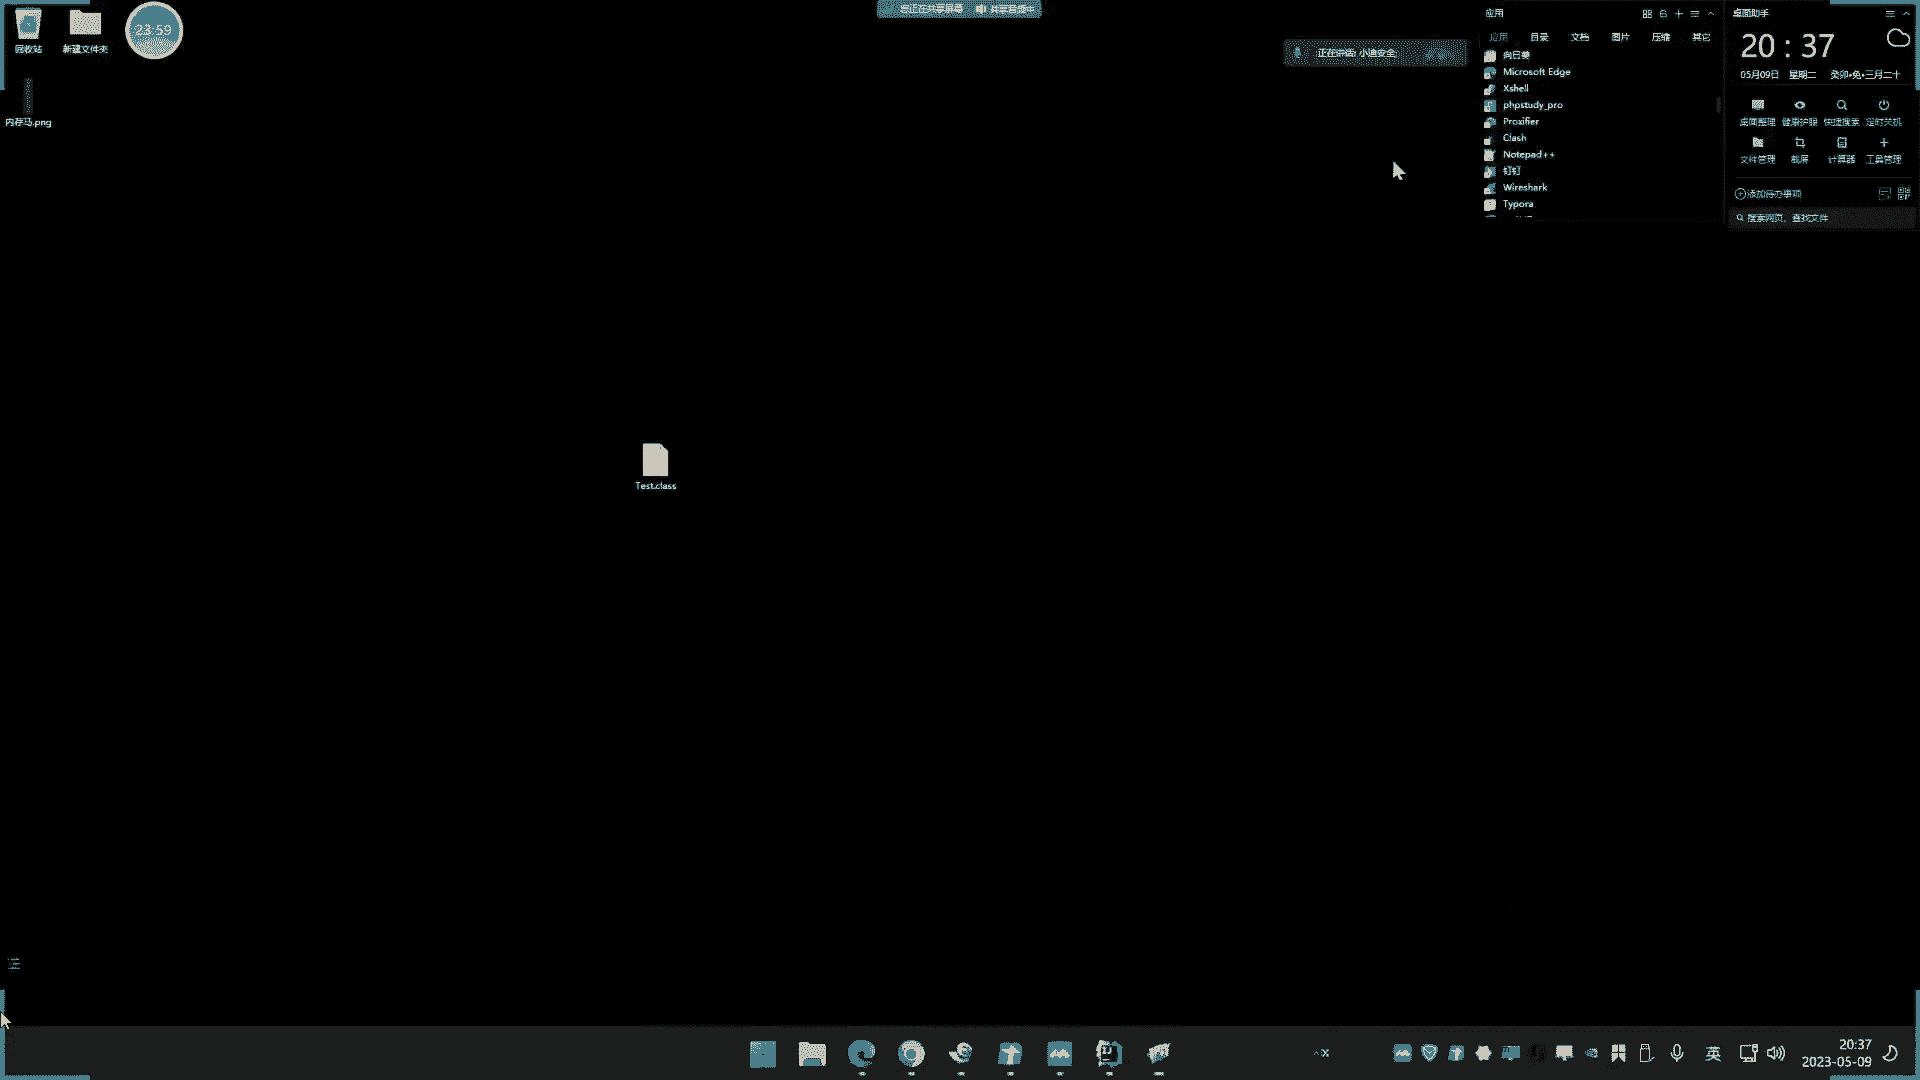 回收站
新建文件夹
23:59
内存马.png
您正在共享屏幕 共享音频中
正在讲话: 小迪安全;
应用
应用 目录 文档 图片 压缩 其它
向日葵
Microsoft Edge
Xshell
phpstudy_pro
Proxifier
Clash
Notepad++
钉钉
Wireshark
Typora
桌面助手
20 : 37
05月09日 星期二 癸卯•兔•三月二十
桌面整理 健康护眼 快捷搜索 定时关机
文件管理 截屏 计算器 工具管理
添加待办事项
搜索网页、查找文件
Test.class
英
20:37
2023-05-09